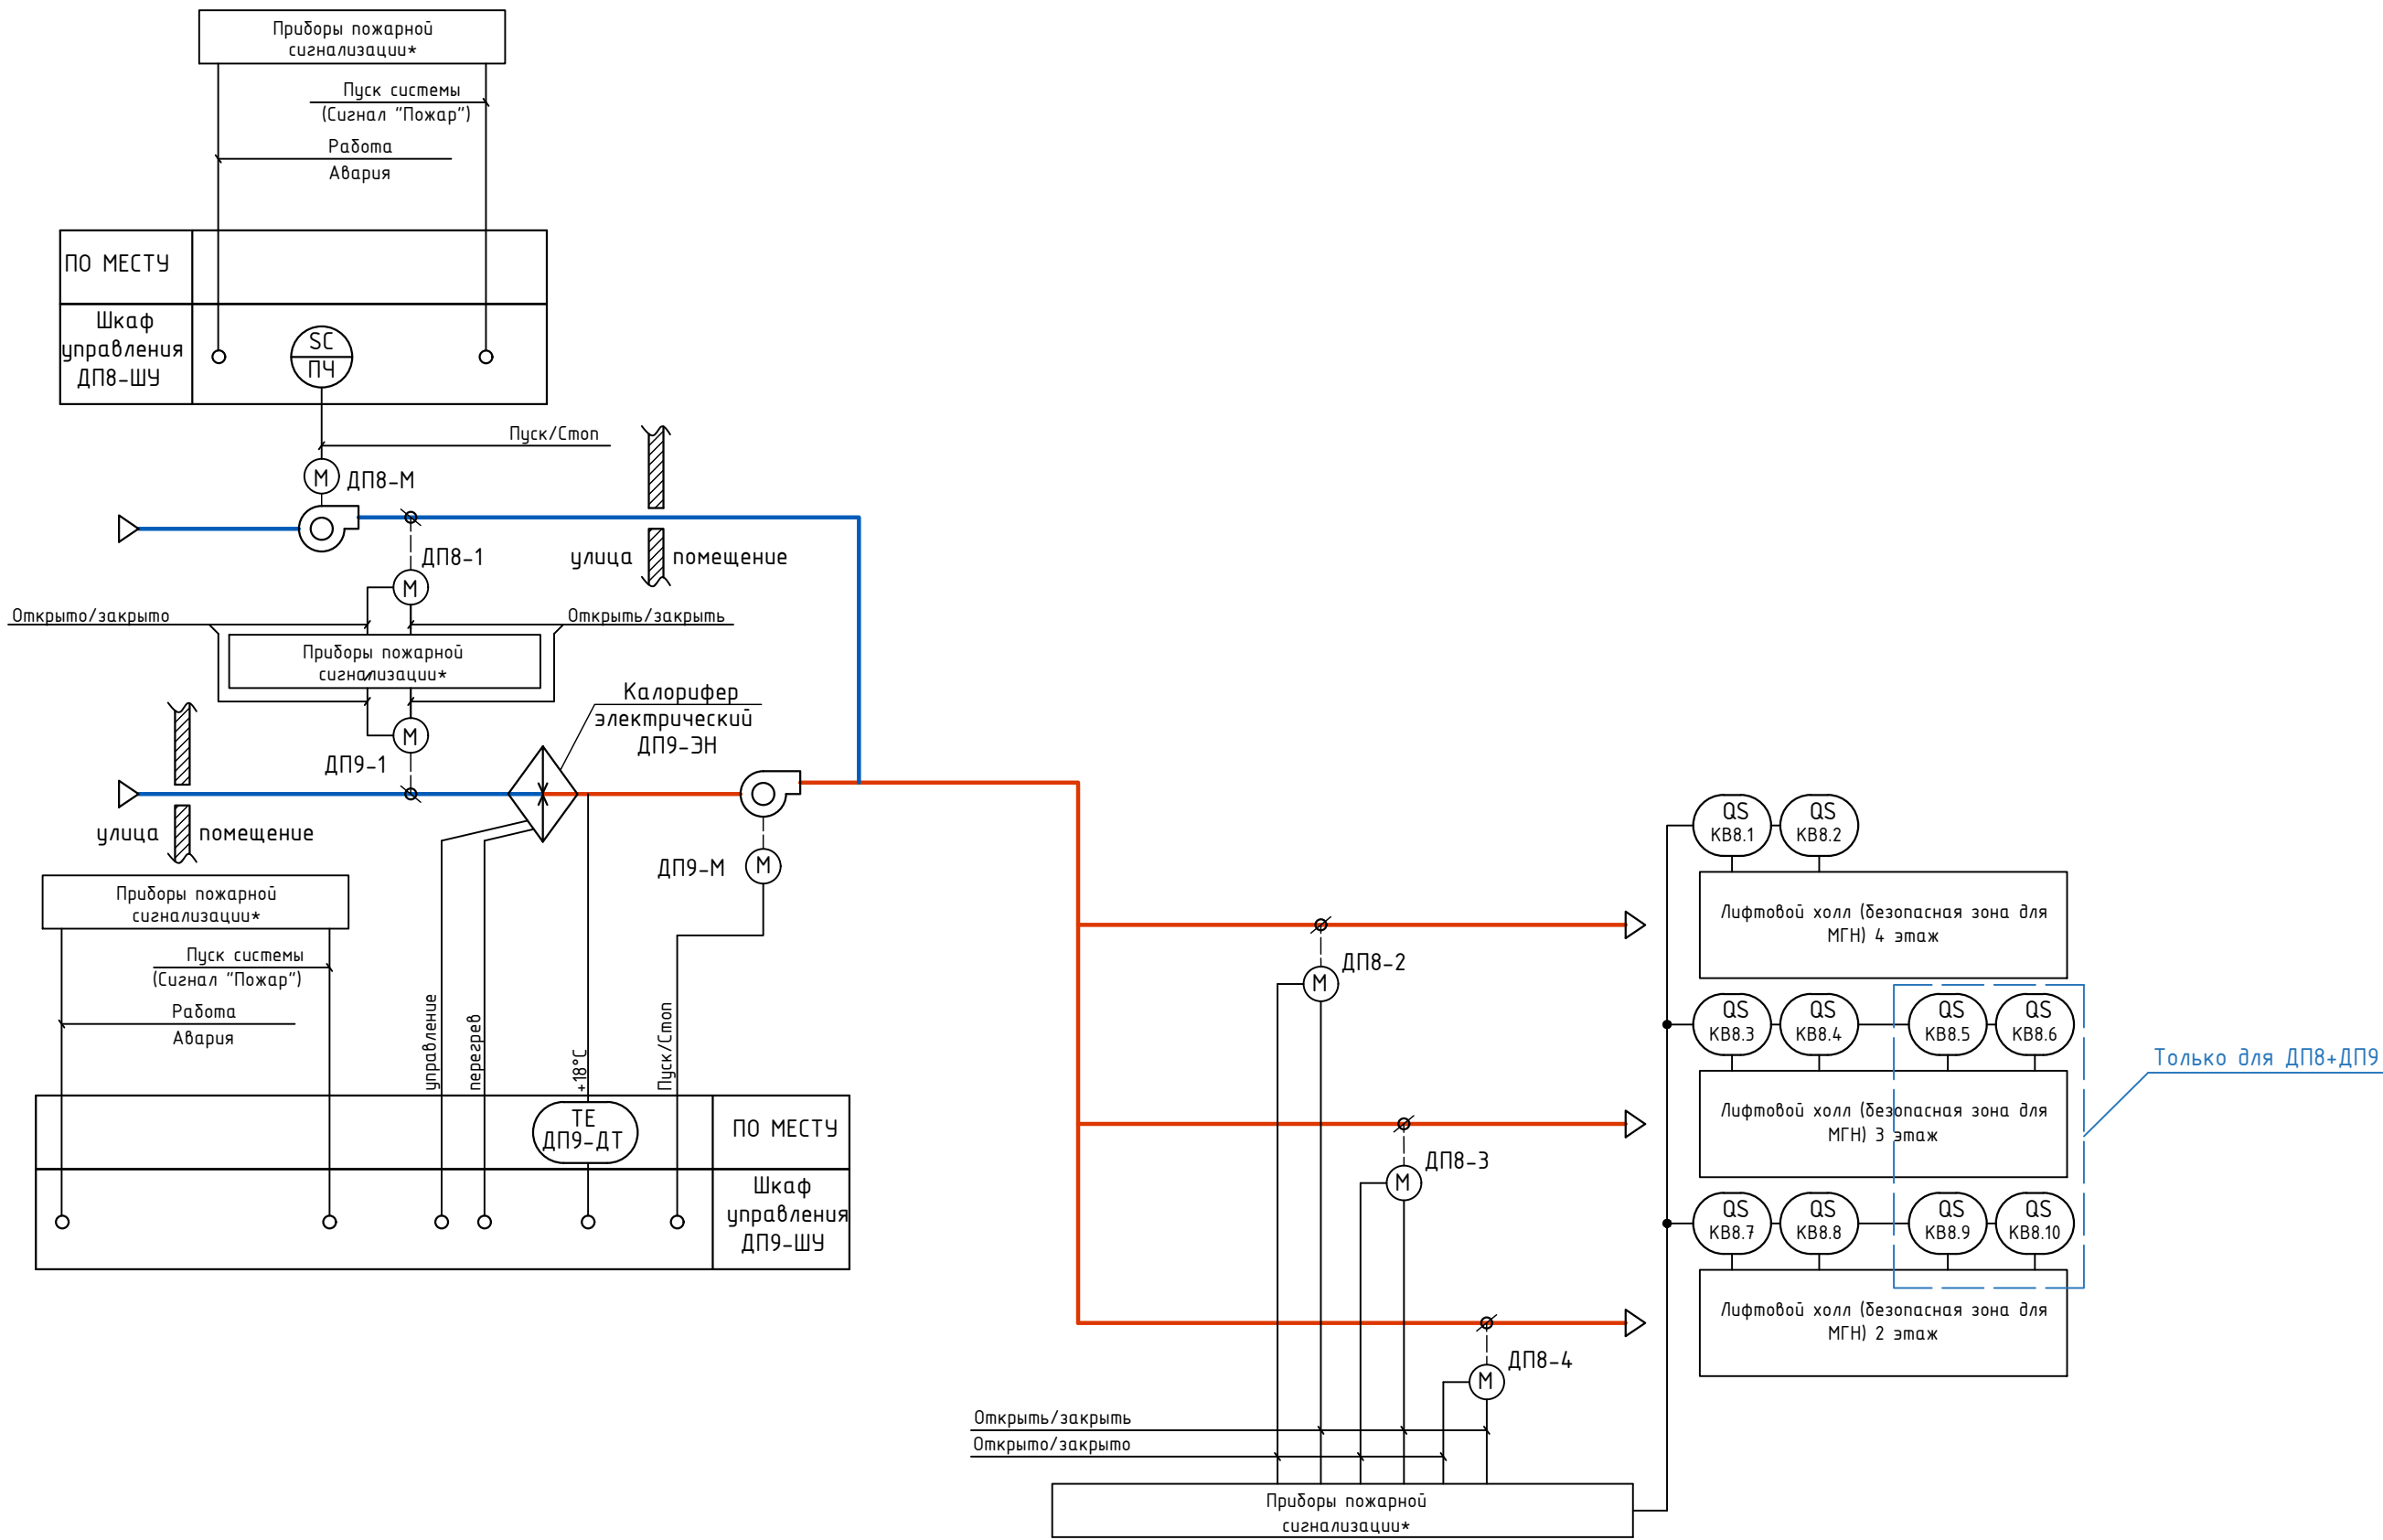 Приборы пожарной
сигнализации*
Пуск системы
(Сигнал "Пожар")
Работа
Авария
ПО МЕСТУ
Шкаф
управления
ДП8-ШУ
SC
ПЧ
Пуск/Стоп
М
ДП8-М
ДП8-1
улица
помещение
М
Открыто/закрыто
Открыть/закрыть
Приборы пожарной
сигнализации*
М
ДП9-1
Калорифер
электрический
ДП9-ЭН
улица
помещение
ДП9-М
М
Приборы пожарной
сигнализации*
Пуск системы
(Сигнал "Пожар")
Работа
Авария
управление
перегрев
+18°С
Пуск/Стоп
ТЕ
ДП9-ДТ
ПО МЕСТУ
Шкаф
управления
ДП9-ШУ
QS
КВ8.1
QS
КВ8.2
Лифтовой холл (безопасная зона для
МГН) 4 этаж
ДП8-2
М
QS
КВ8.3
QS
КВ8.4
QS
КВ8.5
QS
КВ8.6
Только для ДП8+ДП9
Лифтовой холл (безопасная зона для
МГН) 3 этаж
ДП8-3
М
QS
КВ8.7
QS
КВ8.8
QS
КВ8.9
QS
КВ8.10
Лифтовой холл (безопасная зона для
МГН) 2 этаж
ДП8-4
М
Открыть/закрыть
Открыто/закрыто
Приборы пожарной
сигнализации*